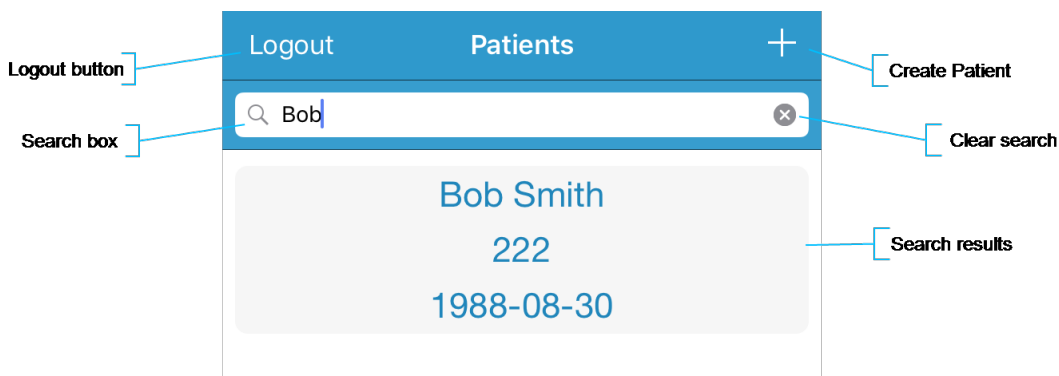 Logout
Patients
Logout button
Create Patient
Bob
Search box
Clear search
Bob Smith
222
Search results
1988-08-30